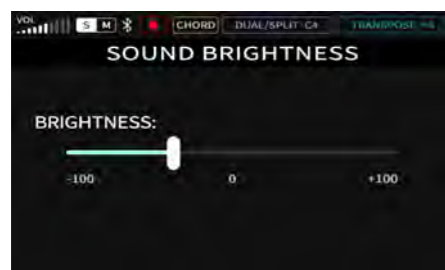 VOL
S M CHORD DUAL/SPLIT C4 TRANSPOSE +4
SOUND BRIGHTNESS
BRIGHTNESS:
-100 0 +100